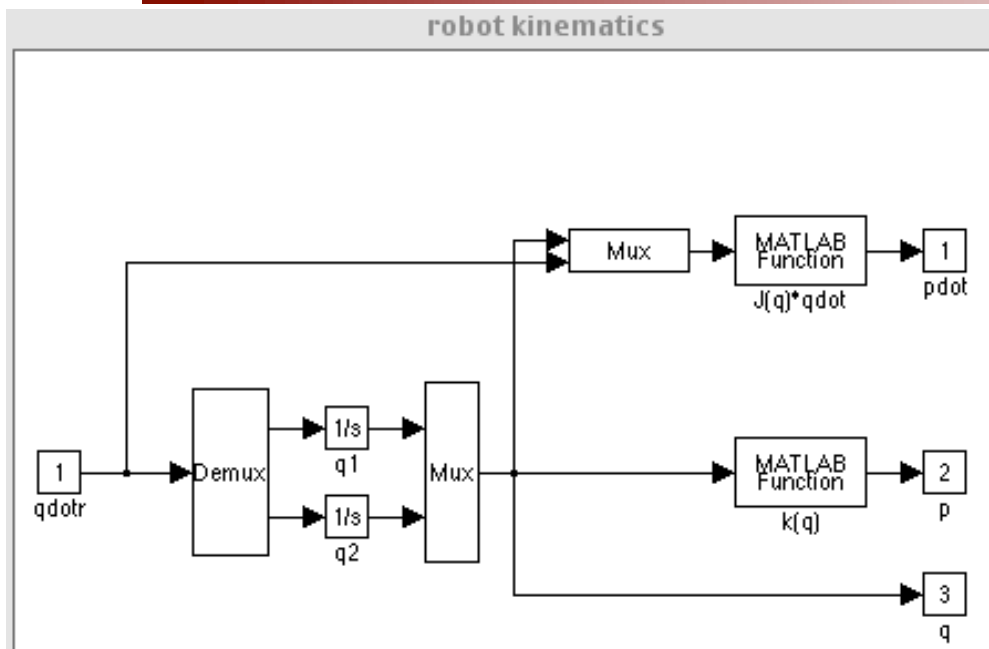 robot kinematics
Mux
MATLAB
Function
J(q)*qdot
1
pdot
1
qdotr
Demux
1/s
q1
1/s
q2
Mux
MATLAB
Function
k(q)
2
p
3
q